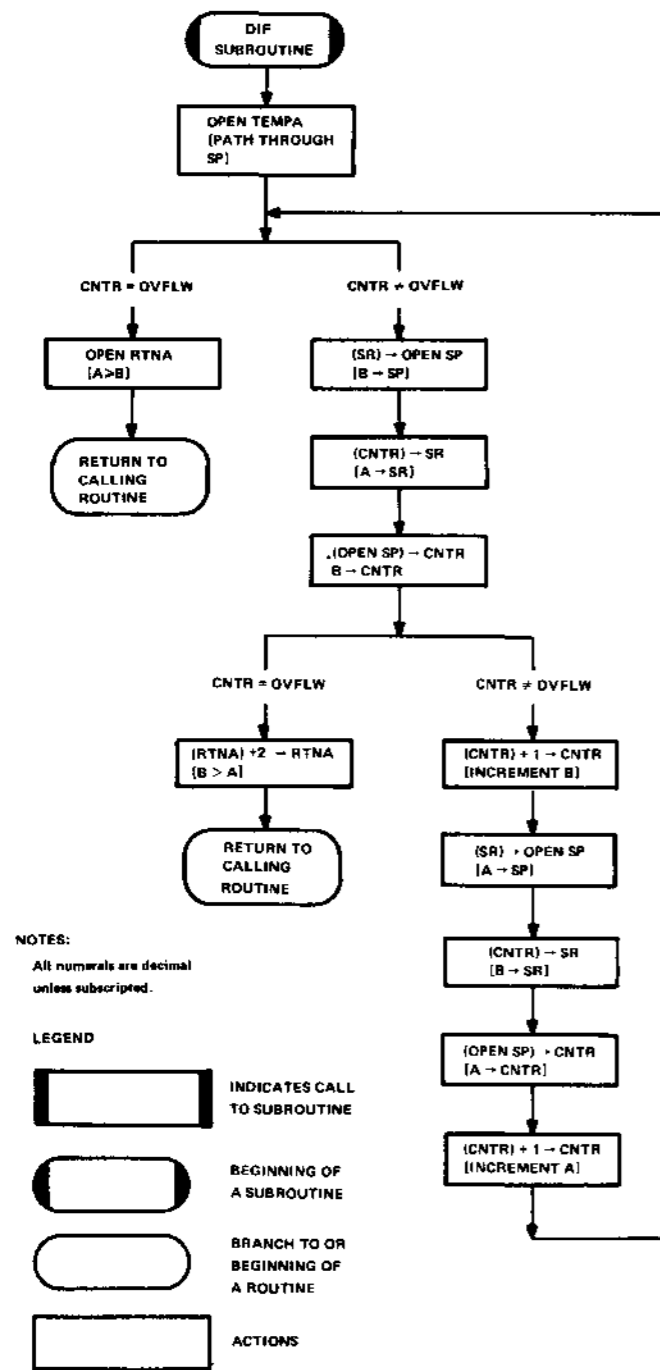 DIF
SUBROUTINE
OPEN TEMPA
[PATH THROUGH
SP]
CNTR = OVFLW
CNTR ≠ OVFLW
OPEN RTNA
[A>B]
(SR) → OPEN SP
[B → SP]
RETURN TO
CALLING
ROUTINE
(CNTR) → SR
[A → SR]
.(OPEN SP) → CNTR
B → CNTR
CNTR = OVFLW
CNTR ≠ OVFLW
(RTNA) +2 → RTNA
[B > A]
(CNTR) + 1 → CNTR
[INCREMENT B]
RETURN TO
CALLING
ROUTINE
(SR) → OPEN SP
[A → SP]
(CNTR) → SR
[B → SR]
(OPEN SP) → CNTR
[A → CNTR]
(CNTR) + 1 → CNTR
[INCREMENT A]
NOTES:
All numerals are decimal
unless subscripted.
LEGEND
INDICATES CALL
TO SUBROUTINE
BEGINNING OF
A SUBROUTINE
BRANCH TO OR
BEGINNING OF
A ROUTINE
ACTIONS